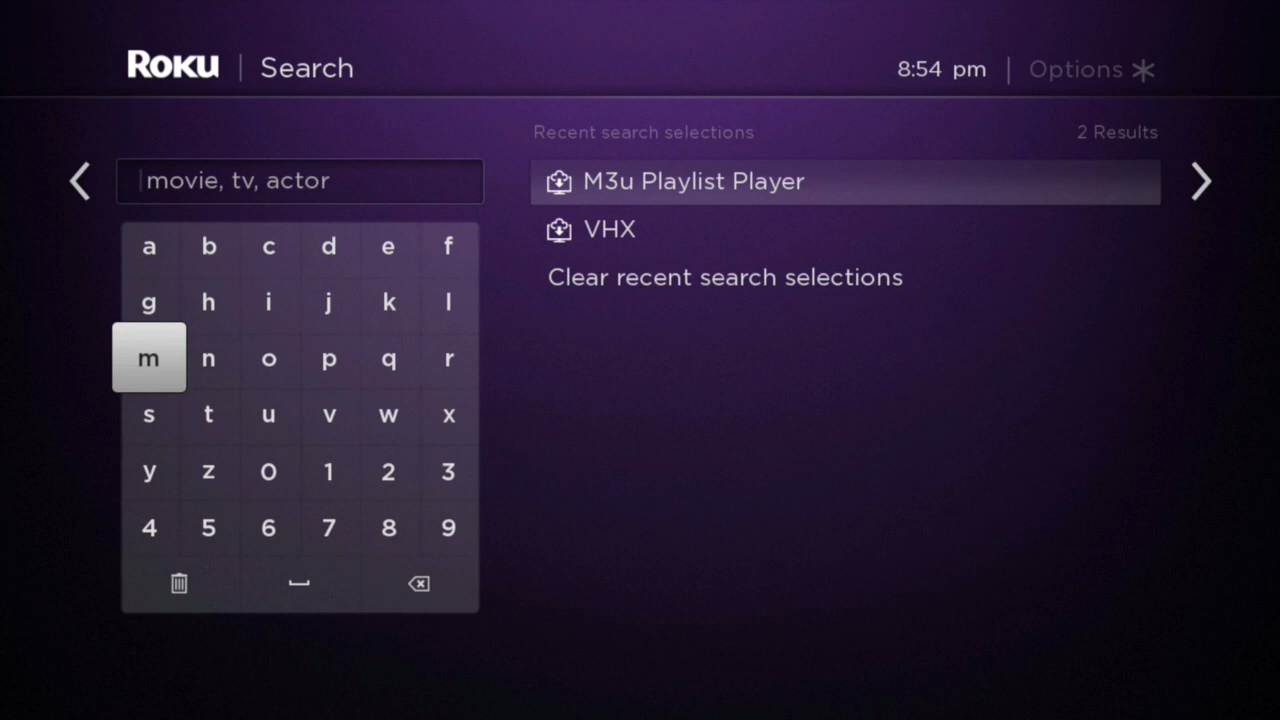 Roku | Search
8:54 pm | Options
Recent search selections
2 Results
movie, tv, actor
M3u Playlist Player
VHX
Clear recent search selections
a b c d e f
g h i j k l
m n o p q r
s t u v w x
y z 0 1 2 3
4 5 6 7 8 9